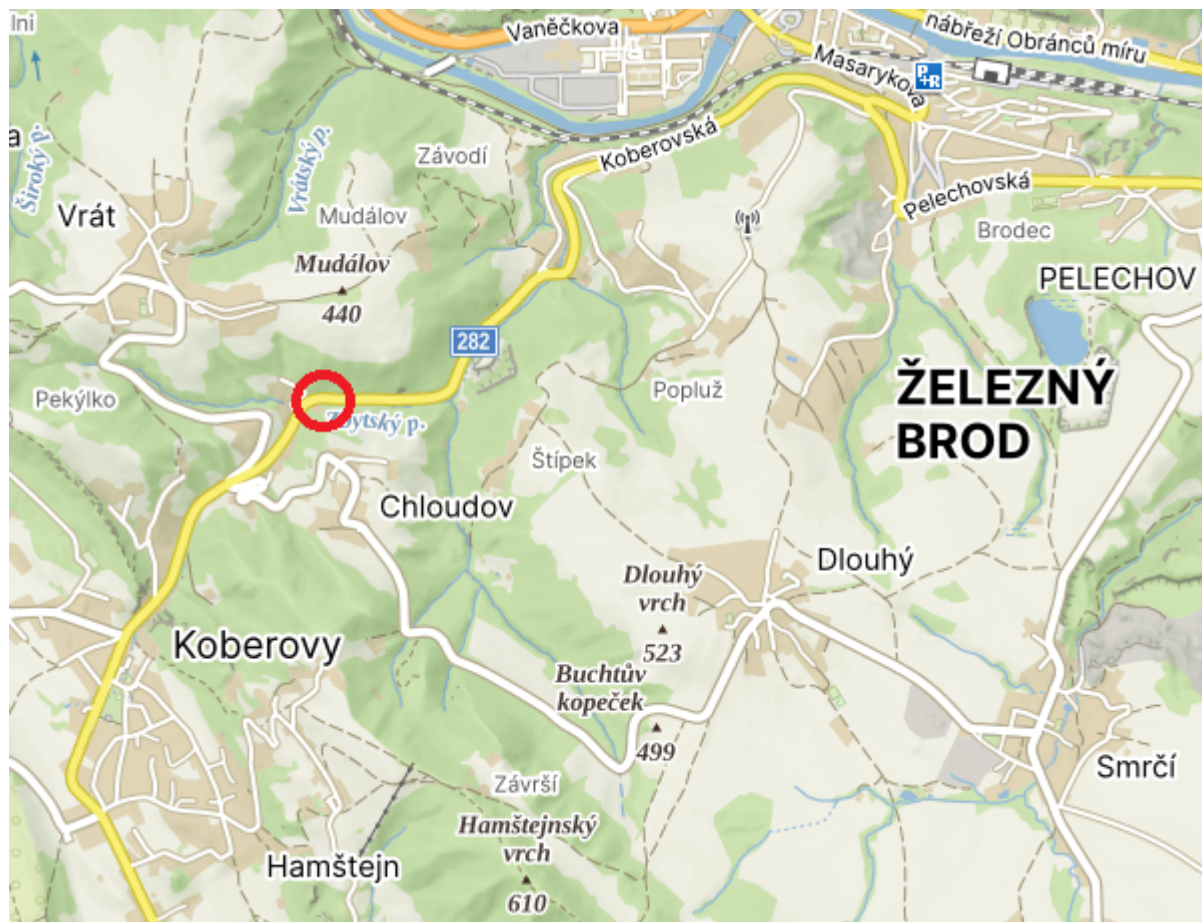 lni
Vaněčkova
nábřeží Obránců míru
Masarykova
P+R
a
Široký p.
Vrátský p.
Závodí
Koberovská
Vrát
Mudálov
Mudálov
440
Pelechovská
Brodec
PELECHOV
282
Pekýlko
Popluž
ŽELEZNÝ
BROD
p.
Štípek
Chloudov
Dlouhý
Dlouhý
vrch
523
Koberovy
Buchtův
kopeček
499
Smrčí
Závrší
Hamštejnský
vrch
610
Hamštejn